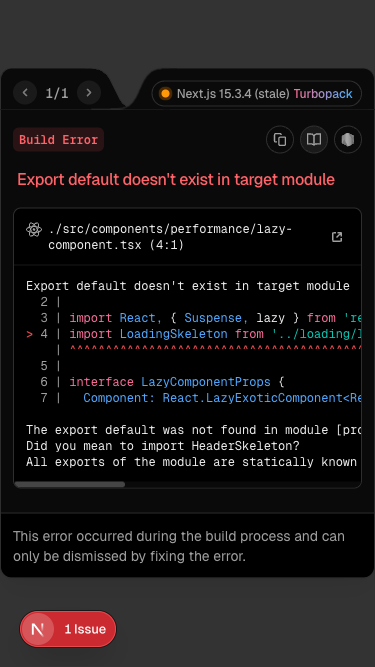 1/1
Next.js 15.3.4 (stale) Turbopack
Build Error
Export default doesn't exist in target module
./src/components/performance/lazy-
component.tsx (4:1)
Export default doesn't exist in target module
2 |
3 | import React, { Suspense, lazy } from 're
> 4 | import LoadingSkeleton from '../loading/l
| ^^^^^^^^^^^^^^^^^^^^^^^^^^^^^^^^^^^^^^^^^
5 |
6 | interface LazyComponentProps {
7 |   Component: React.LazyExoticComponent<Re
The export default was not found in module [pro
Did you mean to import HeaderSkeleton?
All exports of the module are statically known
This error occurred during the build process and can
only be dismissed by fixing the error.
N 1 Issue